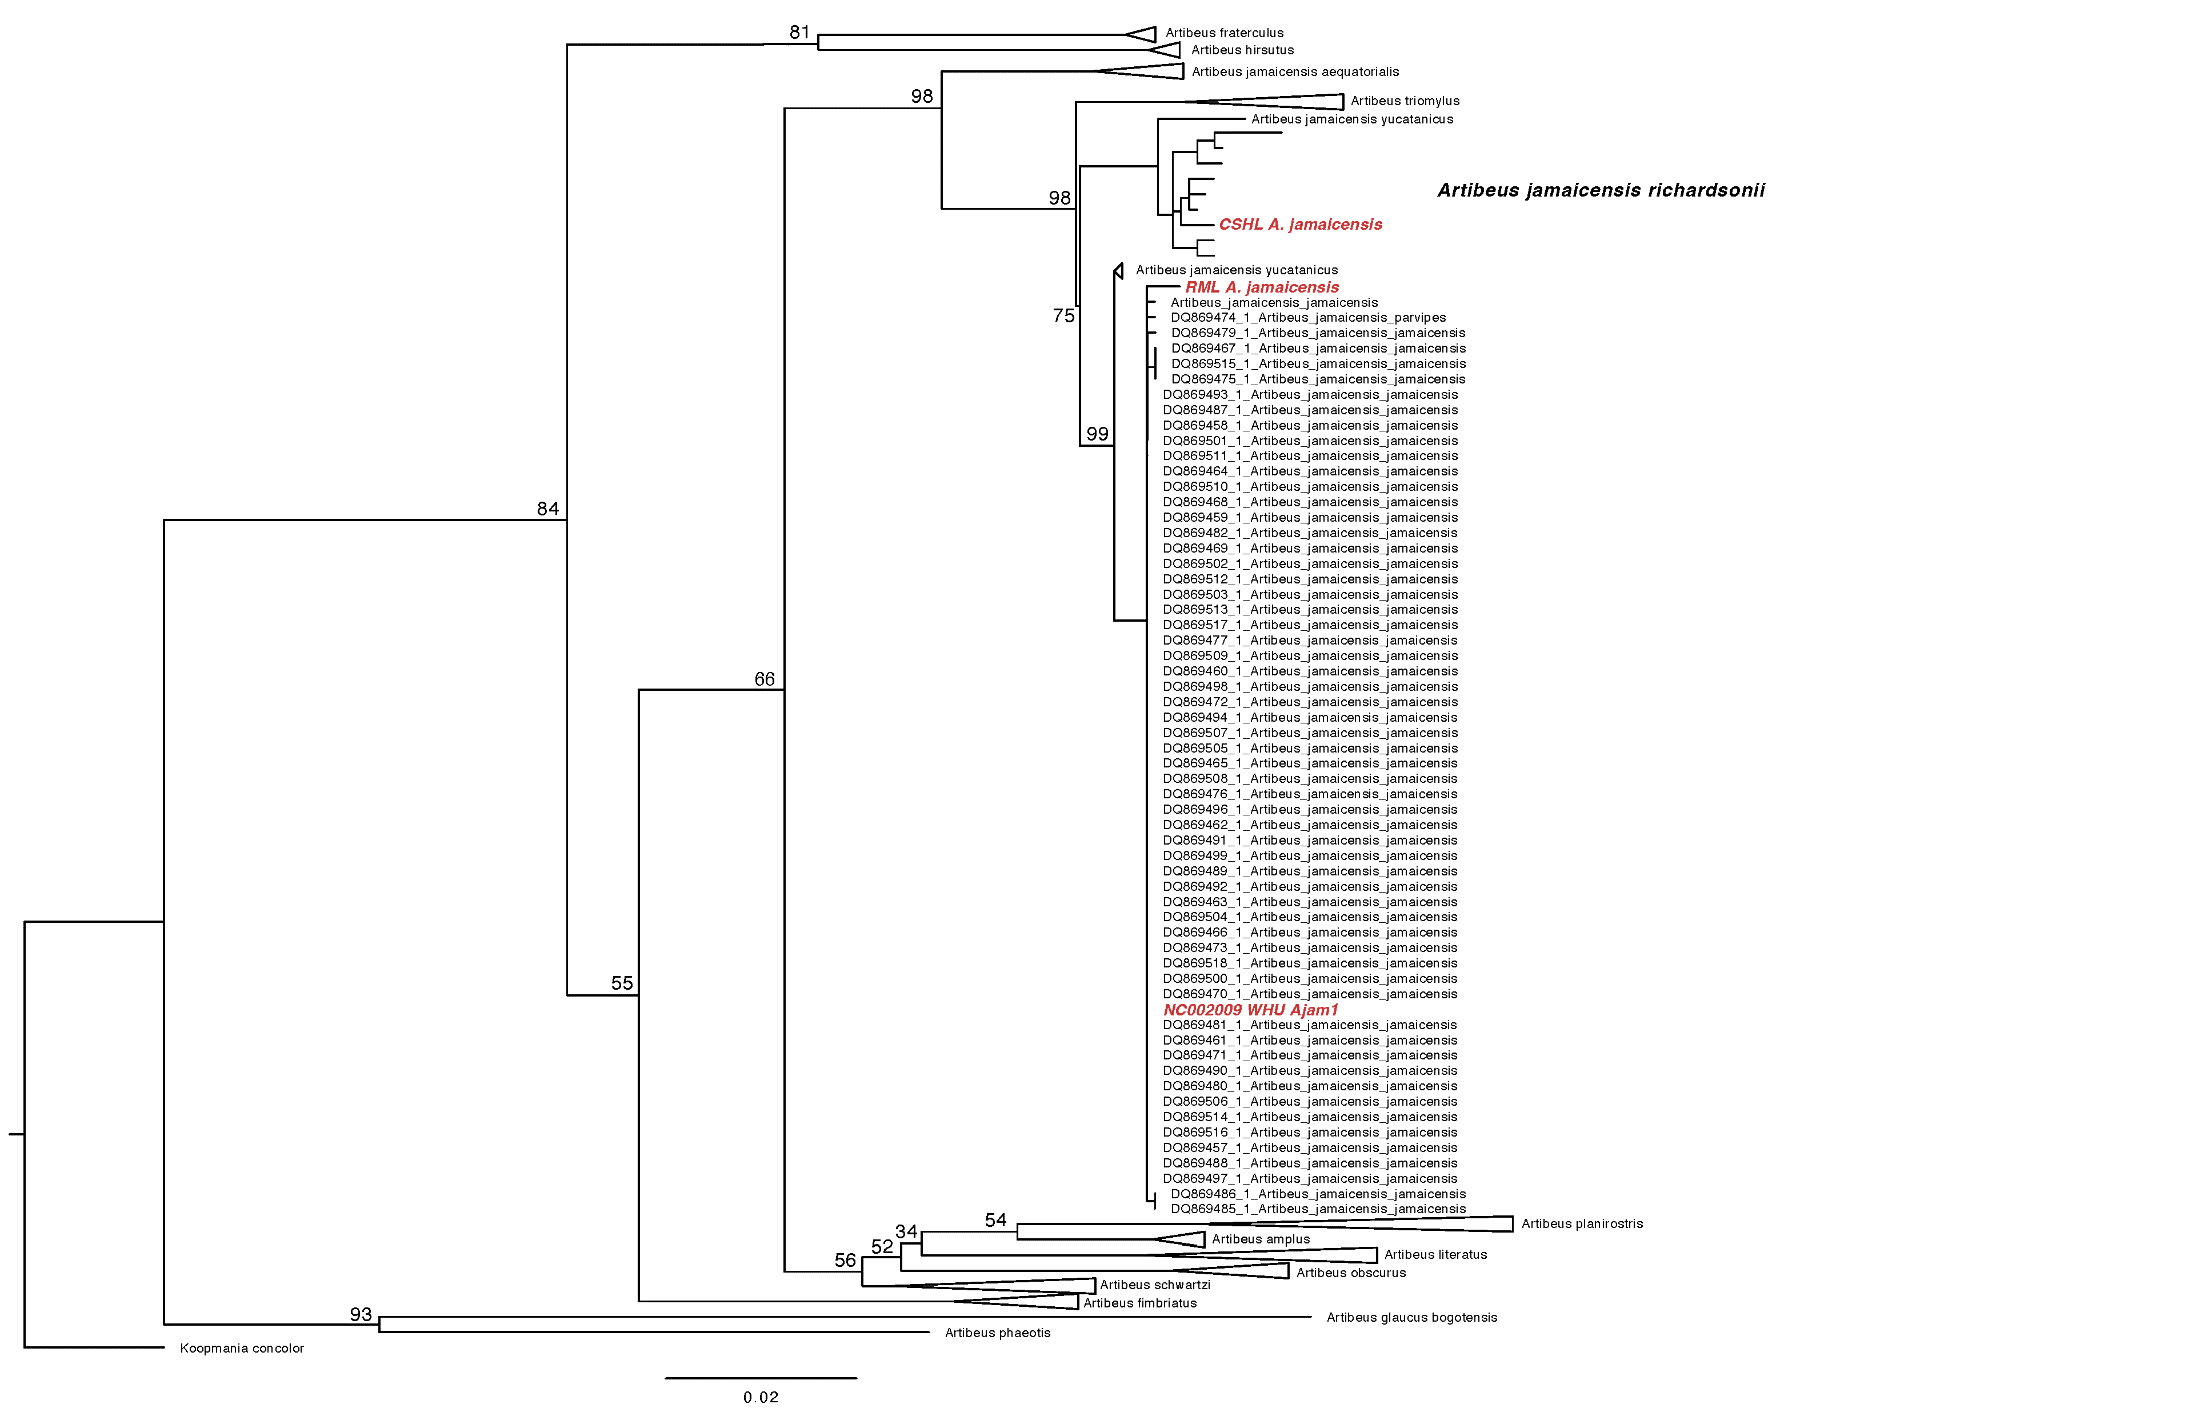 81
Artibeus fraterculus
Artibeus hirsutus
Artibeus jamaicensis aequatorialis
98
Artibeus triomylus
Artibeus jamaicensis yucatanicus
Artibeus jamaicensis richardsonii
98
CSHL A. jamaicensis
Artibeus jamaicensis yucatanicus
RML A. jamaicensis
Artibeus_jamaicensis_jamaicensis
75
DQ869474_1_Artibeus_jamaicensis_parvipes
DQ869479_1_Artibeus_jamaicensis_jamaicensis
DQ869467_1_Artibeus_jamaicensis_jamaicensis
DQ869515_1_Artibeus_jamaicensis_jamaicensis
DQ869475_1_Artibeus_jamaicensis_jamaicensis
DQ869493_1_Artibeus_jamaicensis_jamaicensis
DQ869487_1_Artibeus_jamaicensis_jamaicensis
DQ869458_1_Artibeus_jamaicensis_jamaicensis
99
DQ869501_1_Artibeus_jamaicensis_jamaicensis
DQ869511_1_Artibeus_jamaicensis_jamaicensis
DQ869464_1_Artibeus_jamaicensis_jamaicensis
DQ869510_1_Artibeus_jamaicensis_jamaicensis
DQ869468_1_Artibeus_jamaicensis_jamaicensis
84
DQ869459_1_Artibeus_jamaicensis_jamaicensis
DQ869482_1_Artibeus_jamaicensis_jamaicensis
DQ869469_1_Artibeus_jamaicensis_jamaicensis
DQ869502_1_Artibeus_jamaicensis_jamaicensis
DQ869512_1_Artibeus_jamaicensis_jamaicensis
DQ869503_1_Artibeus_jamaicensis_jamaicensis
DQ869513_1_Artibeus_jamaicensis_jamaicensis
DQ869517_1_Artibeus_jamaicensis_jamaicensis
DQ869477_1_Artibeus_jamaicensis_jamaicensis
DQ869509_1_Artibeus_jamaicensis_jamaicensis
DQ869460_1_Artibeus_jamaicensis_jamaicensis
66
DQ869498_1_Artibeus_jamaicensis_jamaicensis
DQ869472_1_Artibeus_jamaicensis_jamaicensis
DQ869494_1_Artibeus_jamaicensis_jamaicensis
DQ869507_1_Artibeus_jamaicensis_jamaicensis
DQ869505_1_Artibeus_jamaicensis_jamaicensis
DQ869465_1_Artibeus_jamaicensis_jamaicensis
DQ869508_1_Artibeus_jamaicensis_jamaicensis
DQ869476_1_Artibeus_jamaicensis_jamaicensis
DQ869496_1_Artibeus_jamaicensis_jamaicensis
DQ869462_1_Artibeus_jamaicensis_jamaicensis
DQ869491_1_Artibeus_jamaicensis_jamaicensis
DQ869499_1_Artibeus_jamaicensis_jamaicensis
DQ869489_1_Artibeus_jamaicensis_jamaicensis
DQ869492_1_Artibeus_jamaicensis_jamaicensis
DQ869463_1_Artibeus_jamaicensis_jamaicensis
DQ869504_1_Artibeus_jamaicensis_jamaicensis
DQ869466_1_Artibeus_jamaicensis_jamaicensis
DQ869473_1_Artibeus_jamaicensis_jamaicensis
DQ869518_1_Artibeus_jamaicensis_jamaicensis
55
DQ869500_1_Artibeus_jamaicensis_jamaicensis
DQ869470_1_Artibeus_jamaicensis_jamaicensis
NC002009 WHU Ajam1
DQ869481_1_Artibeus_jamaicensis_jamaicensis
DQ869461_1_Artibeus_jamaicensis_jamaicensis
DQ869471_1_Artibeus_jamaicensis_jamaicensis
DQ869490_1_Artibeus_jamaicensis_jamaicensis
DQ869480_1_Artibeus_jamaicensis_jamaicensis
DQ869506_1_Artibeus_jamaicensis_jamaicensis
DQ869514_1_Artibeus_jamaicensis_jamaicensis
DQ869516_1_Artibeus_jamaicensis_jamaicensis
DQ869457_1_Artibeus_jamaicensis_jamaicensis
DQ869488_1_Artibeus_jamaicensis_jamaicensis
DQ869497_1_Artibeus_jamaicensis_jamaicensis
DQ869486_1_Artibeus_jamaicensis_jamaicensis
DQ869485_1_Artibeus_jamaicensis_jamaicensis
54
Artibeus planirostris
34
Artibeus amplus
52
Artibeus literatus
56
Artibeus obscurus
Artibeus schwartzi
Artibeus fimbriatus
93
Artibeus glaucus bogotensis
Artibeus phaeotis
Koopmania concolor
0.02